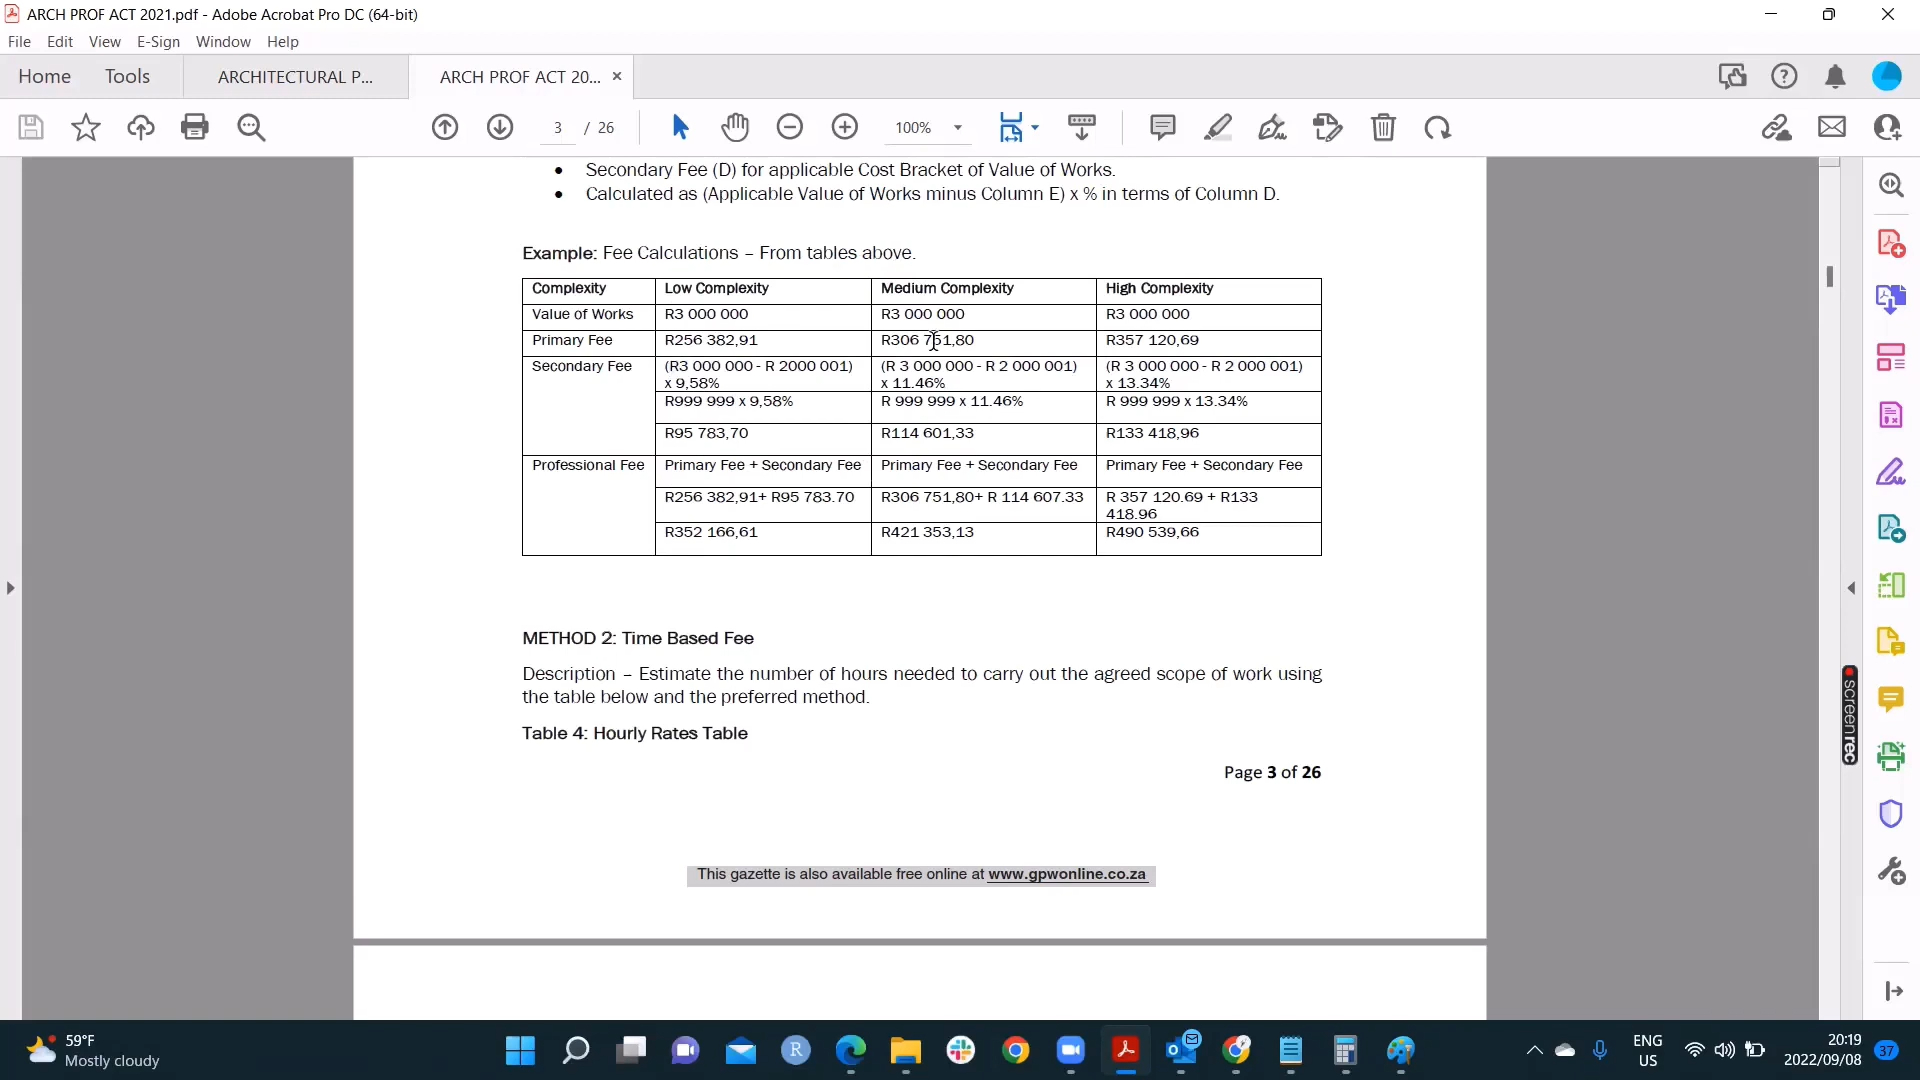 ARCH PROF ACT 2021.pdf - Adobe Acrobat Pro DC (64-bit)
File Edit View E-Sign Window Help
Home Tools ARCHITECTURAL P... ARCH PROF ACT 20... ×
3 / 26 100%
• Secondary Fee (D) for applicable Cost Bracket of Value of Works.
• Calculated as (Applicable Value of Works minus Column E) x % in terms of Column D.
Example: Fee Calculations – From tables above.
Complexity Low Complexity Medium Complexity High Complexity
Value of Works R3 000 000 R3 000 000 R3 000 000
Primary Fee R256 382,91 R306 751,80 R357 120,69
Secondary Fee (R3 000 000 - R 2000 001) (R 3 000 000 - R 2 000 001) (R 3 000 000 - R 2 000 001)
x 9,58% x 11.46% x 13.34%
R999 999 x 9,58% R 999 999 x 11.46% R 999 999 x 13.34%
R95 783,70 R114 601,33 R133 418,96
Professional Fee Primary Fee + Secondary Fee Primary Fee + Secondary Fee Primary Fee + Secondary Fee
R256 382,91+ R95 783.70 R306 751,80+ R 114 607.33 R 357 120.69 + R133
418.96
R352 166,61 R421 353,13 R490 539,66
METHOD 2: Time Based Fee
Description – Estimate the number of hours needed to carry out the agreed scope of work using
the table below and the preferred method.
Table 4: Hourly Rates Table
Page 3 of 26
This gazette is also available free online at www.gpwonline.co.za
screenrec
59°F
Mostly cloudy
R
ENG
US
20:19
2022/09/08
37